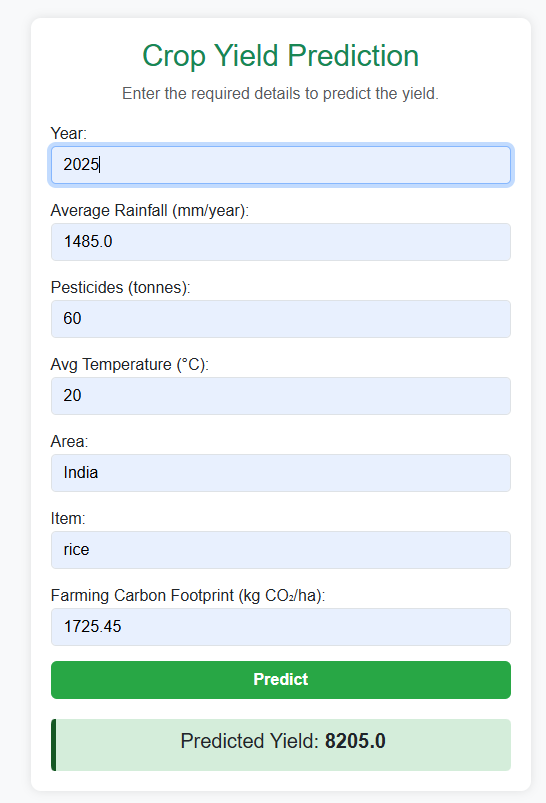 Crop Yield Prediction
Enter the required details to predict the yield.
Year:
2025
Average Rainfall (mm/year):
1485.0
Pesticides (tonnes):
60
Avg Temperature (°C):
20
Area:
India
Item:
rice
Farming Carbon Footprint (kg CO₂/ha):
1725.45
Predict
Predicted Yield: 8205.0